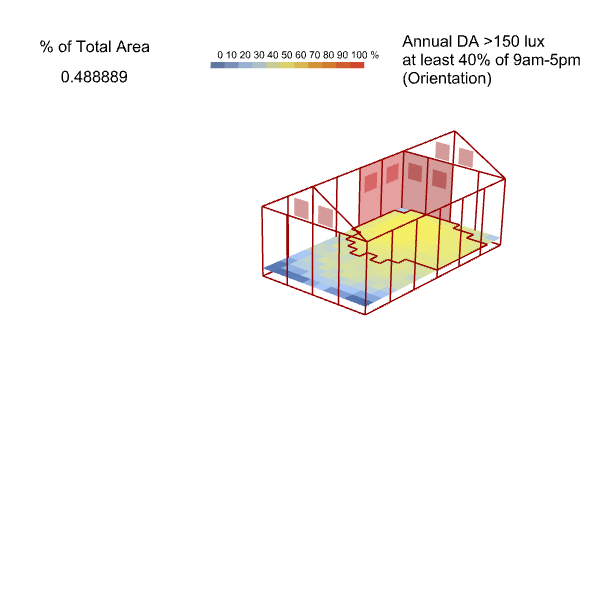 % of Total Area
0.488889
0 10 20 30 40 50 60 70 80 90 100 %
Annual DA >150 lux
at least 40% of 9am-5pm
(Orientation)